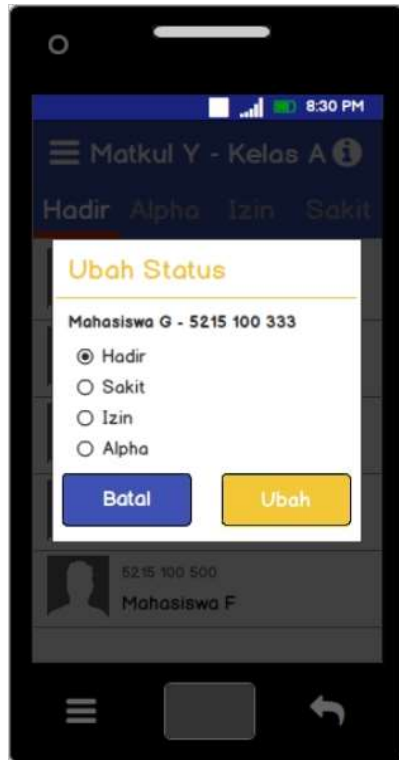 8:30 PM
Matkul Y - Kelas A
Hadir Alpha Izin Sakit
Ubah Status
Mahasiswa G - 5215 100 333
Hadir
Sakit
Izin
Alpha
Batal Ubah
5215 100 500
Mahasiswa F